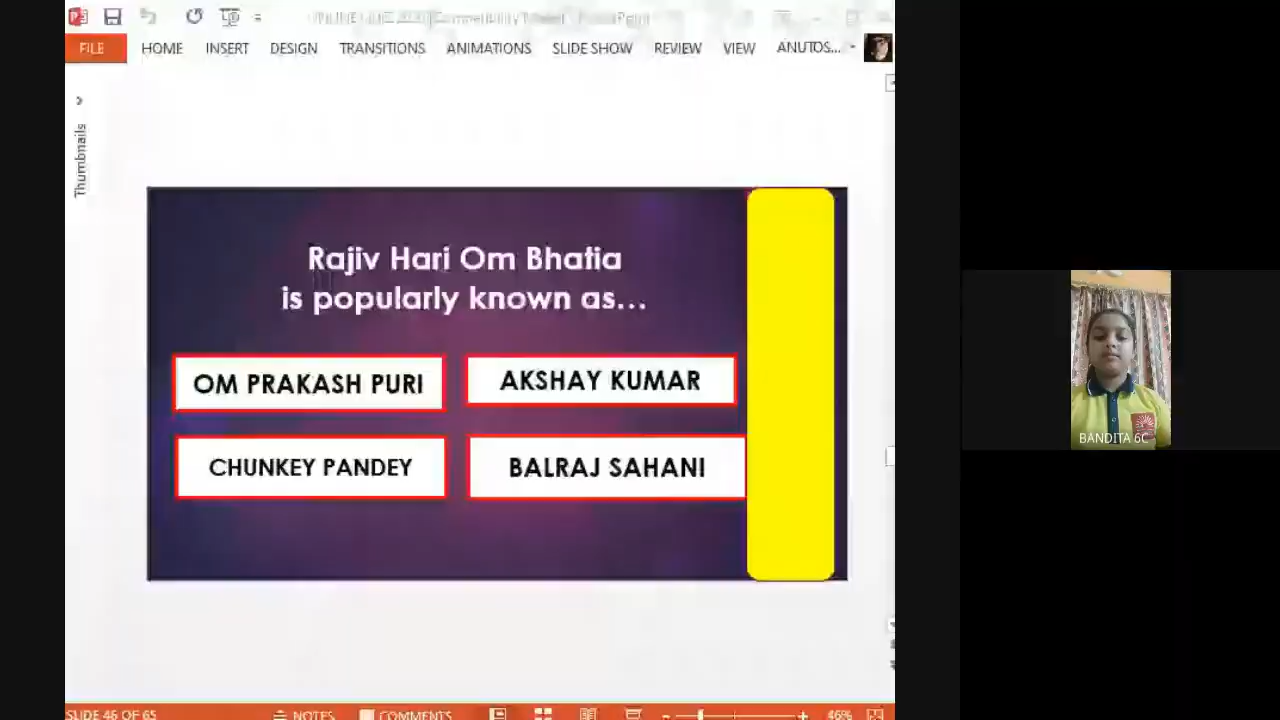 FILE HOME INSERT DESIGN TRANSITIONS ANIMATIONS SLIDE SHOW REVIEW VIEW ANUTOS...
Thumbnails
Rajiv Hari Om Bhatia
is popularly known as...
OM PRAKASH PURI
AKSHAY KUMAR
CHUNKEY PANDEY
BALRAJ SAHANI
BANDITA 6C
SLIDE 46 OF 65 NOTES COMMENTS 46%